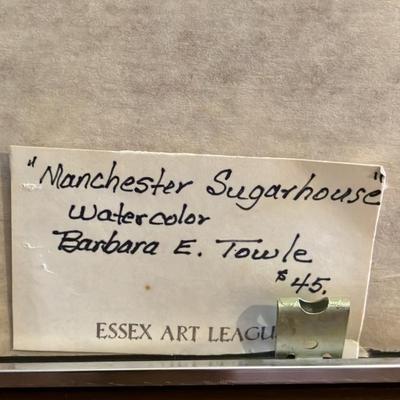 "Manchester Sugarhouse"
Watercolor
Barbara E. Towle
$45.
ESSEX ART LEAGU